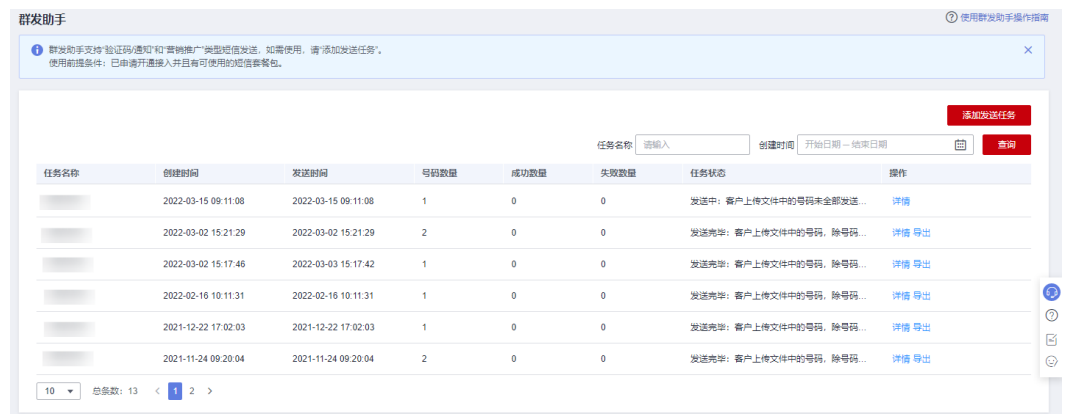 群发助手
使用群发助手操作指南
群发助手支持“验证码/通知”和“营销推广”类型短信发送，如需使用，请“添加发送任务”。
使用前提条件：已申请开通接入并且有可使用的短信套餐包。
添加发送任务
任务名称 请输入 创建时间 开始日期 – 结束日期 查询
任务名称 创建时间 发送时间 号码数量 成功数量 失败数量 任务状态 操作
2022-03-15 09:11:08 2022-03-15 09:11:08 1 0 0 发送中：客户上传文件中的号码未全部发送... 详情
2022-03-02 15:21:29 2022-03-02 15:21:29 2 0 0 发送完毕：客户上传文件中的号码，除号码... 详情 导出
2022-03-02 15:17:46 2022-03-03 15:17:42 1 0 0 发送完毕：客户上传文件中的号码，除号码... 详情 导出
2022-02-16 10:11:31 2022-02-16 10:11:31 1 0 0 发送完毕：客户上传文件中的号码，除号码... 详情 导出
2021-12-22 17:02:03 2021-12-22 17:02:03 1 0 0 发送完毕：客户上传文件中的号码，除号码... 详情 导出
2021-11-24 09:20:04 2021-11-24 09:20:04 2 0 0 发送完毕：客户上传文件中的号码，除号码... 详情 导出
10 总条数：13 < 1 2 >